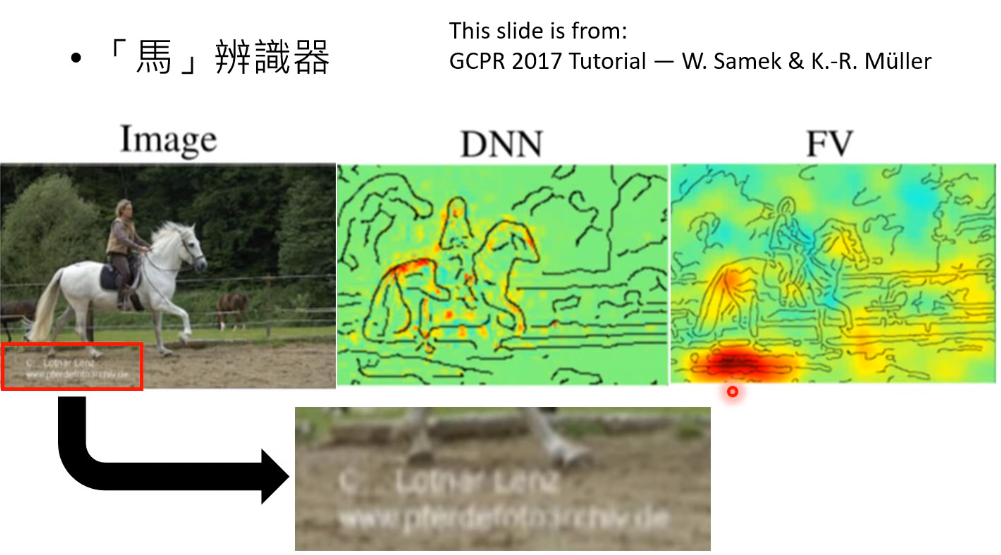 • 「馬」辨識器
This slide is from:
GCPR 2017 Tutorial — W. Samek & K.-R. Müller
Image
DNN
FV
© Lothar Lenz
www.pferdefotoarchiv.de
© Lothar Lenz
www.pferdefotoarchiv.de